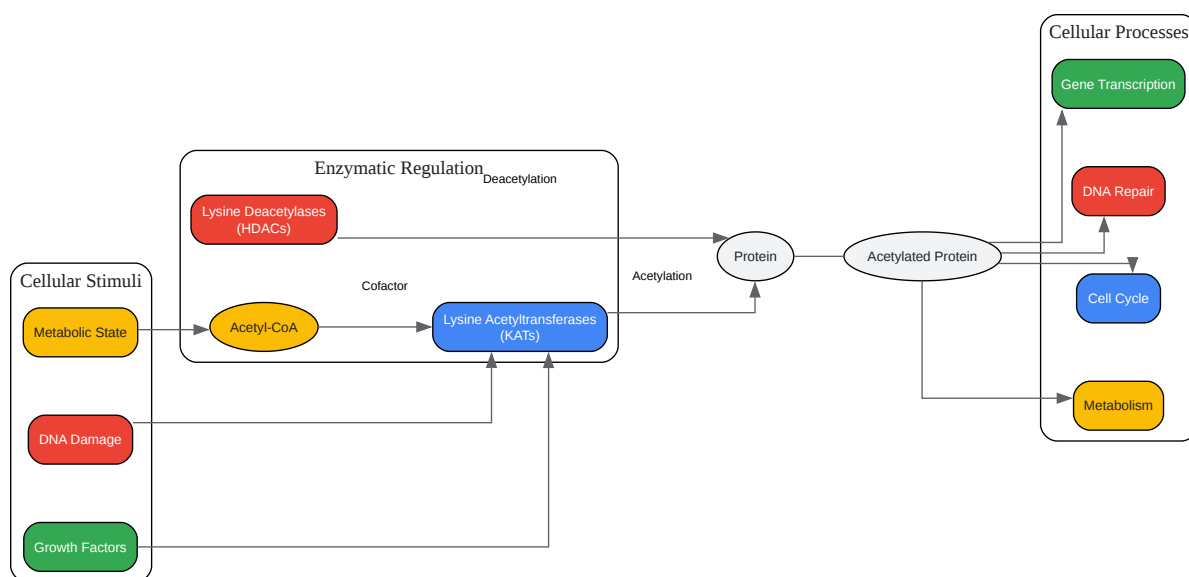 Cellular Processes
Gene Transcription
Enzymatic Regulation
Deacetylation
DNA Repair
Lysine Deacetylases
(HDACs)
Protein
Acetylated Protein
Cellular Stimuli
Acetylation
Cofactor
Cell Cycle
Metabolic State
Acetyl-CoA
Lysine Acetyltransferases
(KATs)
Metabolism
DNA Damage
Growth Factors